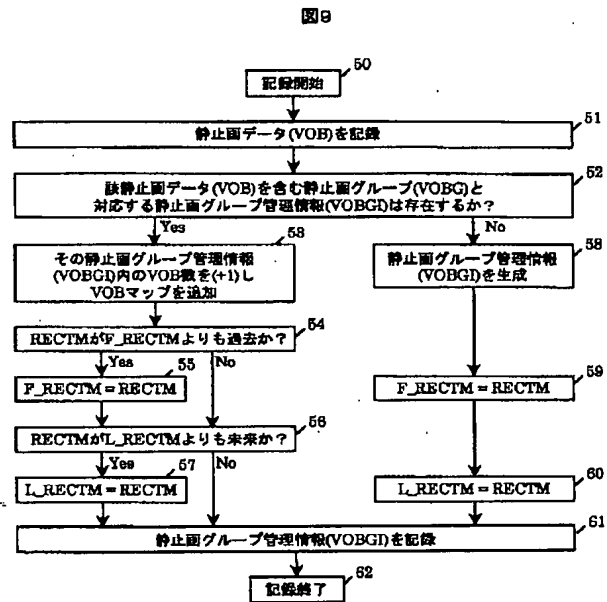 図9
50
記録開始
51
静止画データ(VOB)を記録
52
該静止画データ(VOB)を含む静止画グループ(VOBG)と
対応する静止画グループ管理情報(VOBGI)は存在するか?
Yes
No
53
その静止画グループ管理情報
(VOBGI)内のVOB数を(+1)し
VOBマップを追加
58
静止画グループ管理情報
(VOBGI)を生成
54
RECTMがF_RECTMよりも過去か?
Yes
55
No
F_RECTM=RECTM
59
F_RECTM=RECTM
56
RECTMがL_RECTMよりも未来か?
Yes
57
No
L_RECTM=RECTM
60
L_RECTM=RECTM
61
静止画グループ管理情報(VOBGI)を記録
62
記録終了